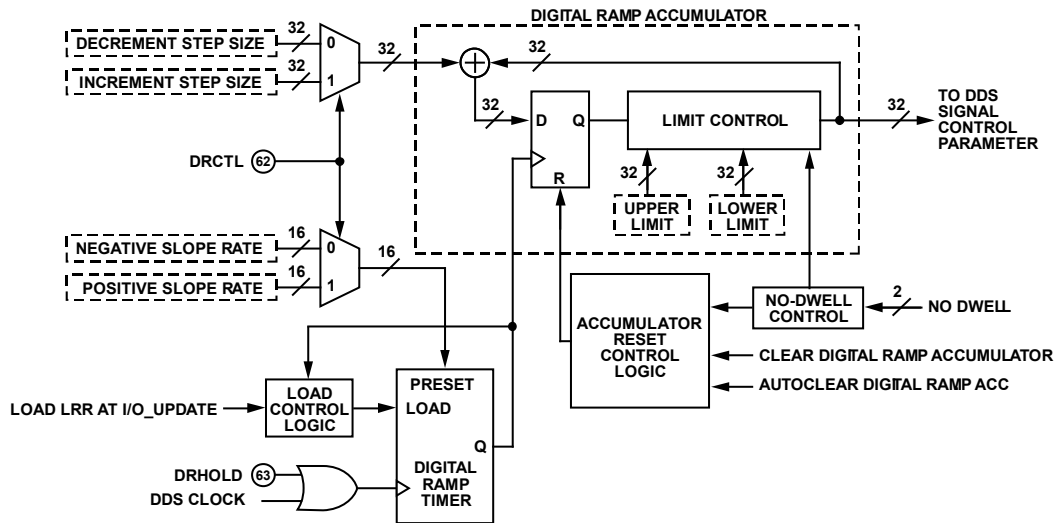 DIGITAL RAMP ACCUMULATOR
DECREMENT STEP SIZE
32
0
INCREMENT STEP SIZE
32
1
32
32
32
D
Q
R
LIMIT CONTROL
32
TO DDS
SIGNAL
CONTROL
PARAMETER
DRCTL
62
32
32
UPPER
LIMIT
LOWER
LIMIT
NEGATIVE SLOPE RATE
16
0
POSITIVE SLOPE RATE
16
1
16
ACCUMULATOR
RESET
CONTROL
LOGIC
NO-DWELL
CONTROL
2
NO DWELL
CLEAR DIGITAL RAMP ACCUMULATOR
AUTOCLEAR DIGITAL RAMP ACC
LOAD LRR AT I/O_UPDATE
LOAD
CONTROL
LOGIC
PRESET
LOAD
Q
DIGITAL
RAMP
TIMER
DRHOLD
63
DDS CLOCK